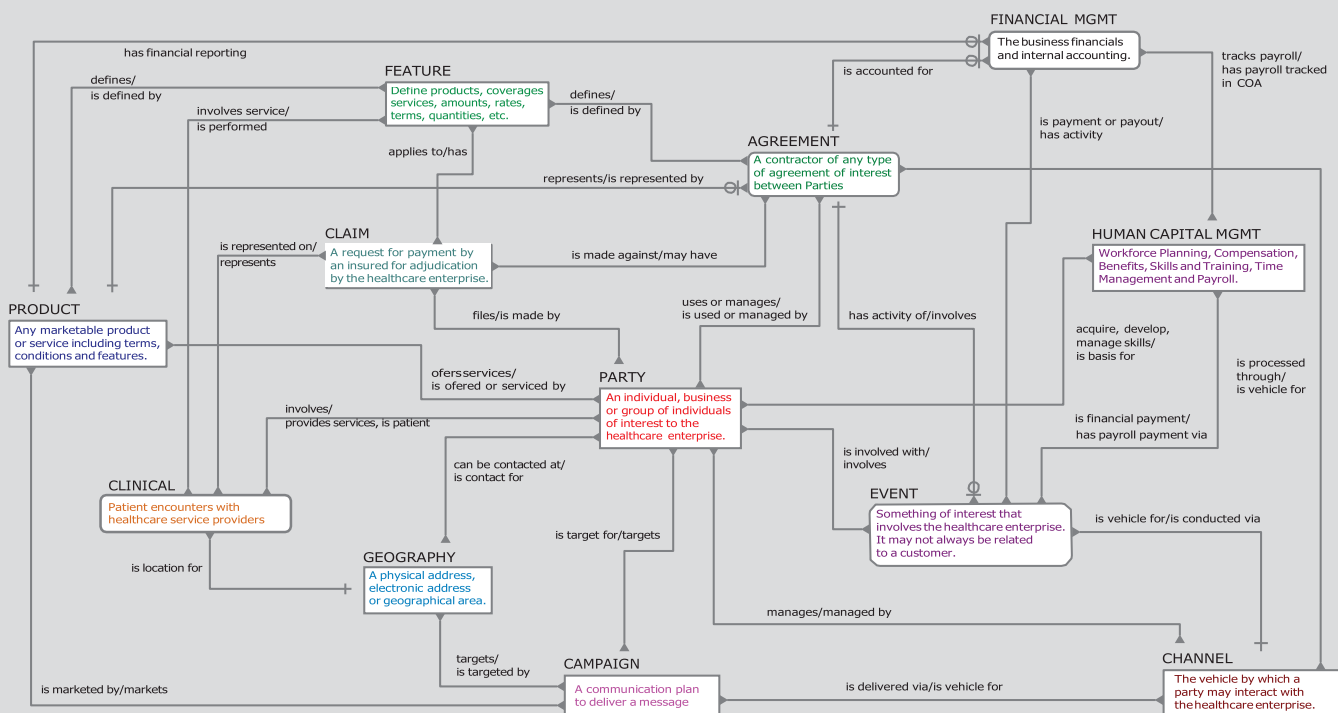 FINANCIAL MGMT
The business financials
and internal accounting.
has financial reporting
is accounted for
tracks payroll/
has payroll tracked
in COA
FEATURE
Define products, coverages
services, amounts, rates,
terms, quantities, etc.
defines/
is defined by
defines/
is defined by
involves service/
is performed
is payment or payout/
has activity
applies to/has
AGREEMENT
A contractor of any type
of agreement of interest
between Parties
represents/is represented by
CLAIM
A request for payment by
an insured for adjudication
by the healthcare enterprise.
is represented on/
represents
is made against/may have
HUMAN CAPITAL MGMT
Workforce Planning, Compensation,
Benefits, Skills and Training, Time
Management and Payroll.
PRODUCT
Any marketable product
or service including terms,
conditions and features.
files/is made by
uses or manages/
is used or managed by
has activity of/involves
acquire, develop,
manage skills/
is basis for
is processed
through/
is vehicle for
ofersservices/
is ofered or serviced by
PARTY
An individual, business
or group of individuals
of interest to the
healthcare enterprise.
involves/
provides services, is patient
is financial payment/
has payroll payment via
can be contacted at/
is contact for
is involved with/
involves
CLINICAL
Patient encounters with
healthcare service providers
EVENT
Something of interest that
involves the healthcare enterprise.
It may not always be related
to a customer.
is vehicle for/is conducted via
is target for/targets
is location for
GEOGRAPHY
A physical address,
electronic address
or geographical area.
manages/managed by
targets/
is targeted by
CAMPAIGN
A communication plan
to deliver a message
is marketed by/markets
is delivered via/is vehicle for
CHANNEL
The vehicle by which a
party may interact with
the healthcare enterprise.